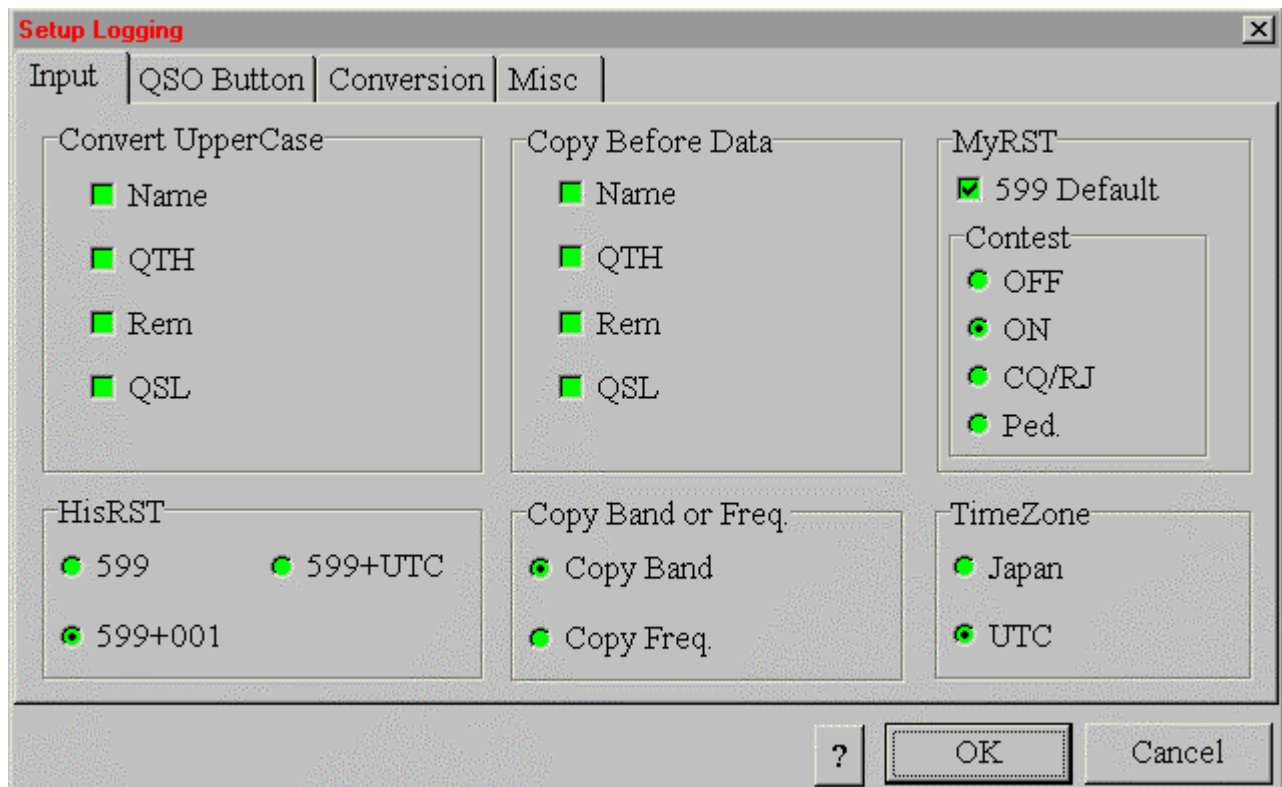 Setup Logging
Input
QSO Button
Conversion
Misc
Convert UpperCase
Name
QTH
Rem
QSL
Copy Before Data
Name
QTH
Rem
QSL
MyRST
599 Default
Contest
OFF
ON
CQ/RJ
Ped.
HisRST
599
599+UTC
599+001
Copy Band or Freq.
Copy Band
Copy Freq.
TimeZone
Japan
UTC
?
OK
Cancel